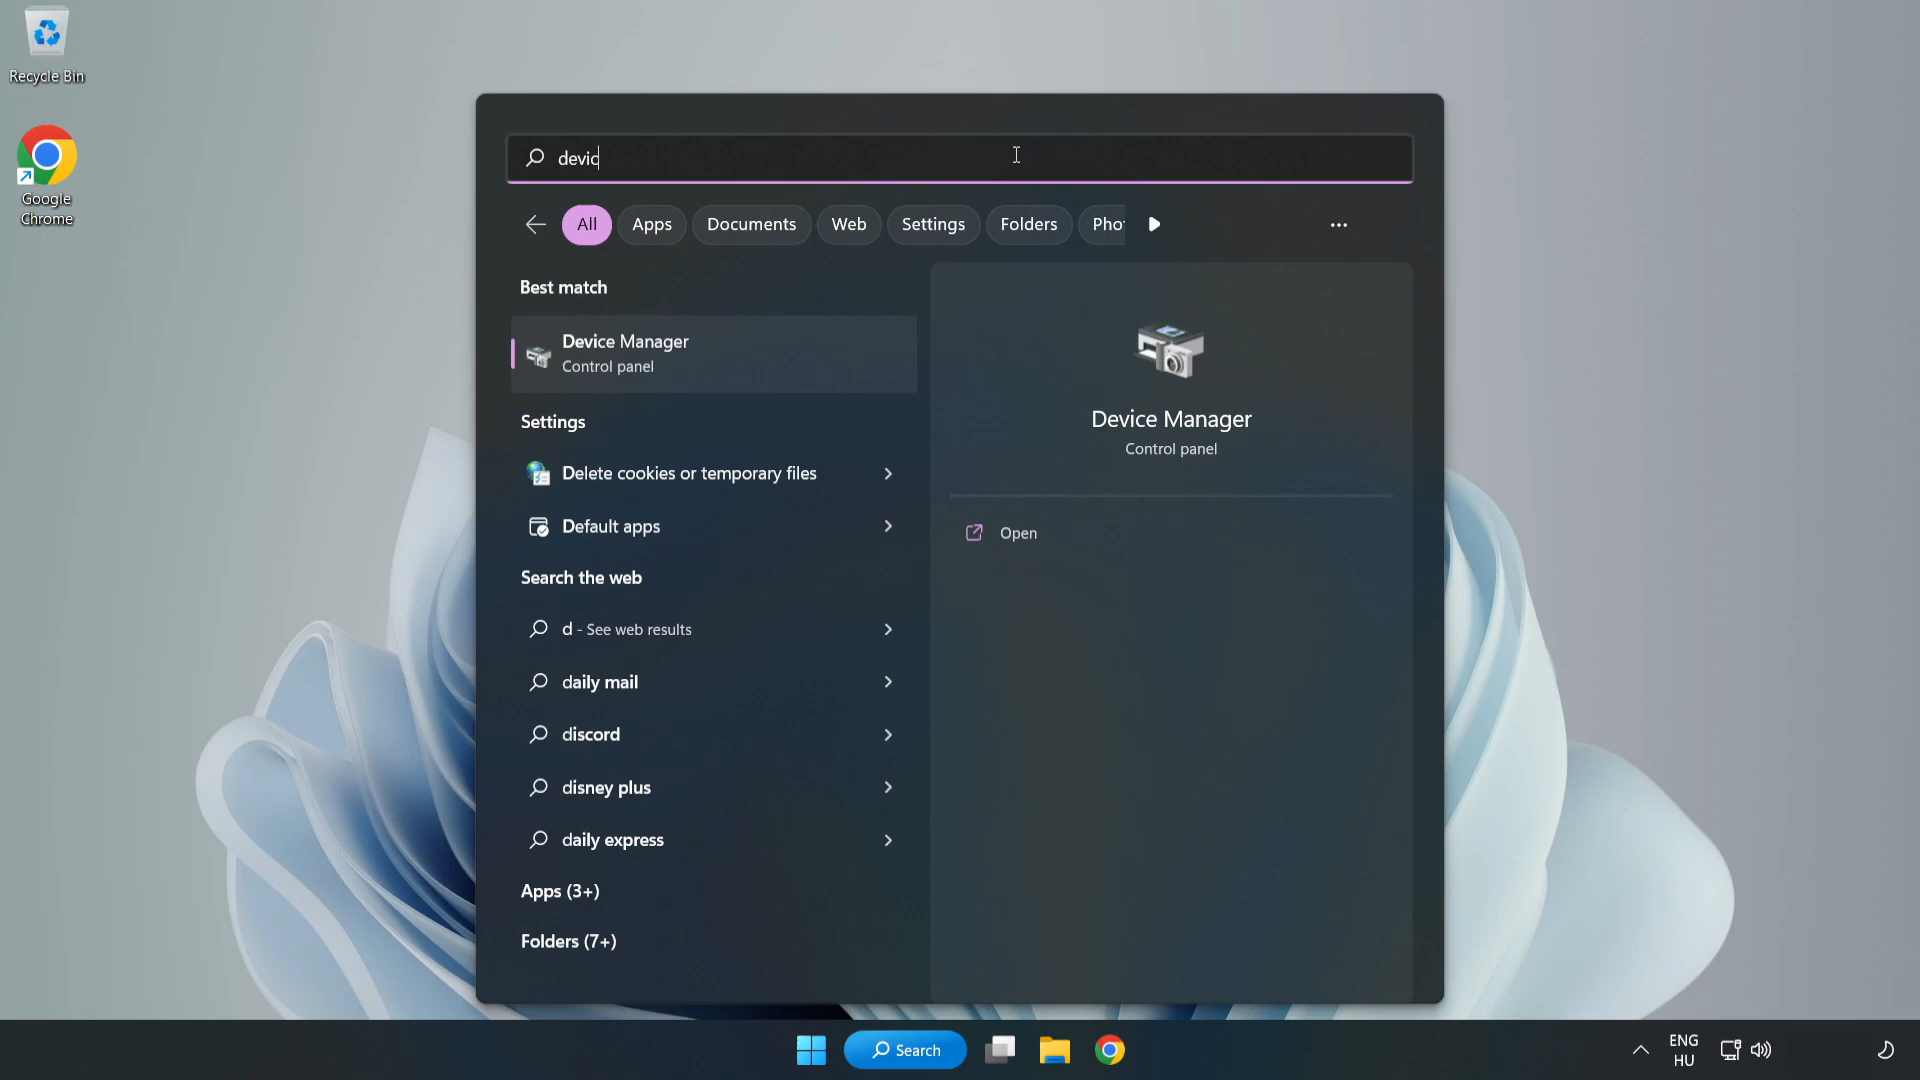 Recycle Bin
Google
Chrome
devic
All
Apps
Documents
Web
Settings
Folders
Pho
Best match
Device Manager
Control panel
Settings
Delete cookies or temporary files
Default apps
Search the web
d - See web results
daily mail
discord
disney plus
daily express
Apps (3+)
Folders (7+)
Device Manager
Control panel
Open
Search
ENG
HU